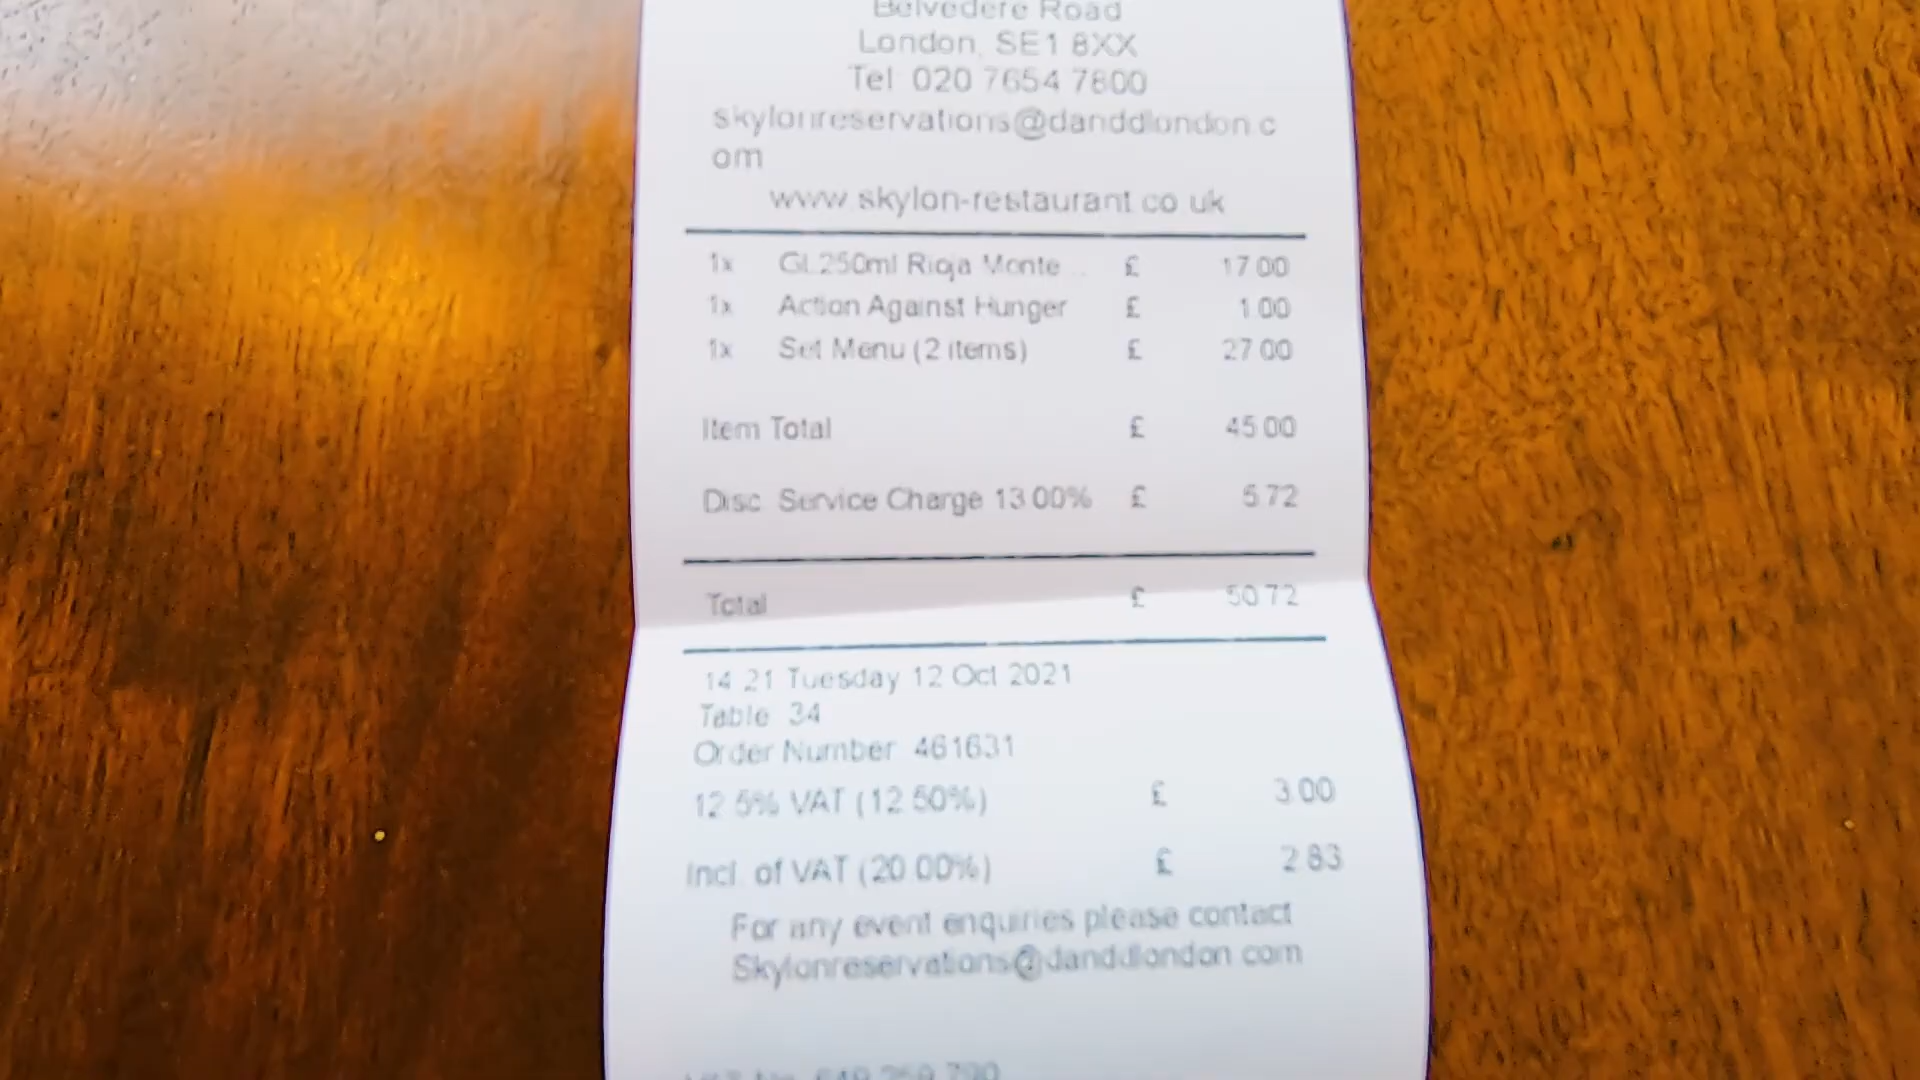 Belvedere Road
London, SE1 8XX
Tel: 020 7654 7800
skylonreservations@danddlondon.c
om
www.skylon-restaurant.co.uk
1x GL250ml Rioja Monte... £ 17.00
1x Action Against Hunger £ 1.00
1x Set Menu (2 items) £ 27.00
Item Total £ 45.00
Disc. Service Charge 13.00% £ 5.72
Total £ 50.72
14:21 Tuesday 12 Oct 2021
Table: 34
Order Number: 461631
12.5% VAT (12.50%) £ 3.00
Incl. of VAT (20.00%) £ 2.83
For any event enquiries please contact
Skylonreservations@danddlondon.com